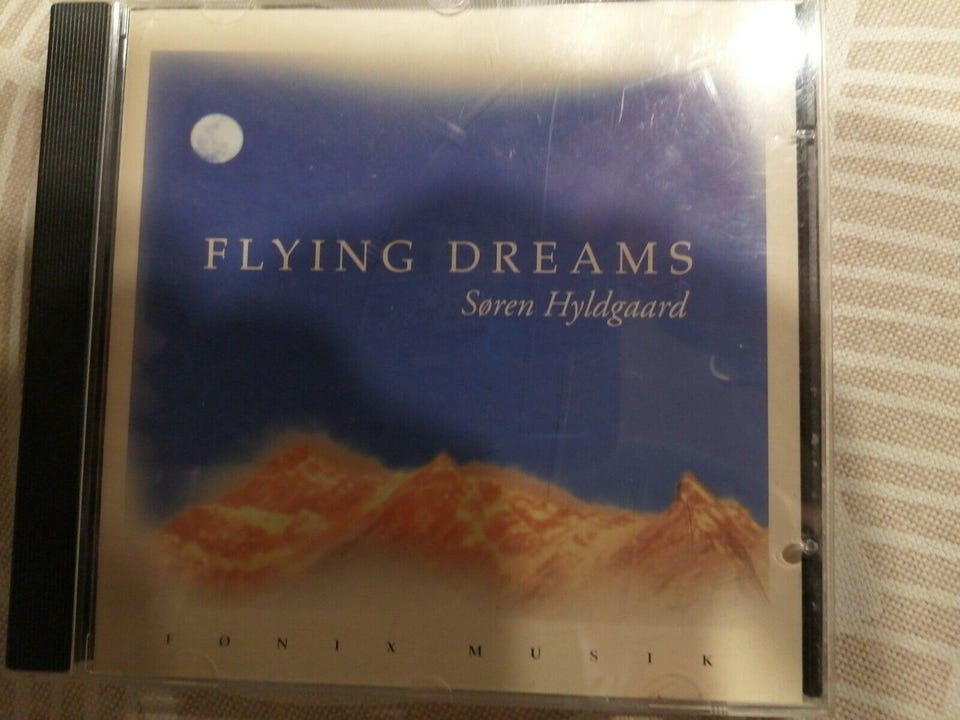 FLYING DREAMS
Søren Hyldgaard
FØNIX MUSIK